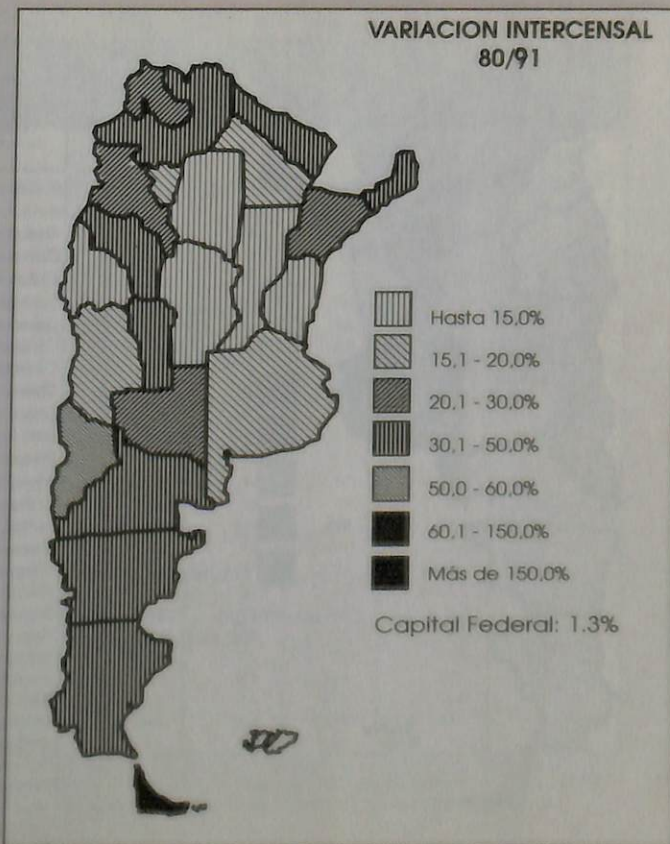 VARIACION INTERCENSAL
80/91
Hasta 15,0%
15,1 - 20,0%
20,1 - 30,0%
30,1 - 50,0%
50,0 - 60,0%
60,1 - 150,0%
Más de 150,0%
Capital Federal: 1.3%